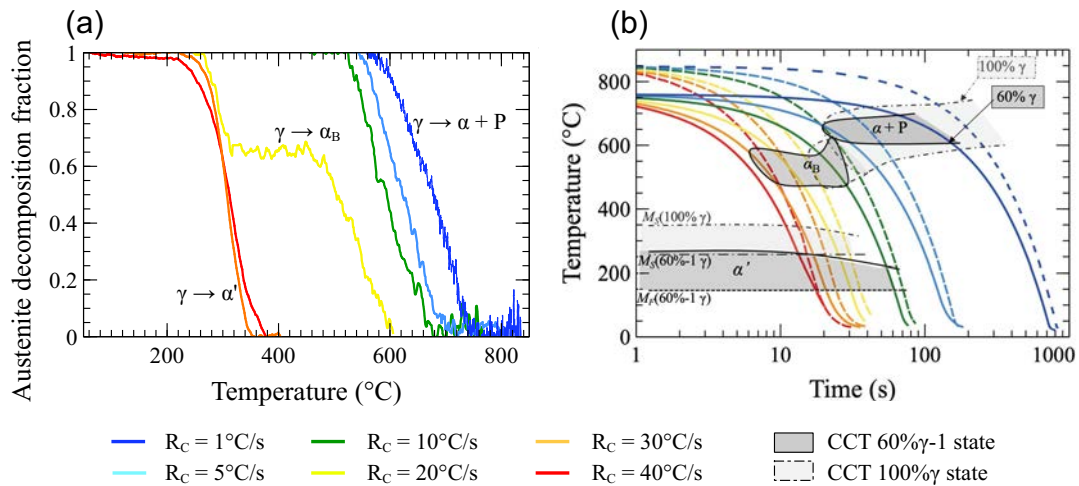 (a)
(b)
1
0.8
0.6
0.4
0.2
0
200
400
600
800
Austenite decomposition fraction
Temperature (°C)
γ → α_B
γ → α + P
γ → α'
800
600
400
200
0
1
10
100
1000
Temperature (°C)
Time (s)
100% γ
60% γ
α + P
α_B
M_S(100% γ)
M_S(60%-1 γ)
α'
M_F(60%-1 γ)
R_C = 1°C/s
R_C = 10°C/s
R_C = 30°C/s
CCT 60%γ-1 state
R_C = 5°C/s
R_C = 20°C/s
R_C = 40°C/s
CCT 100%γ state